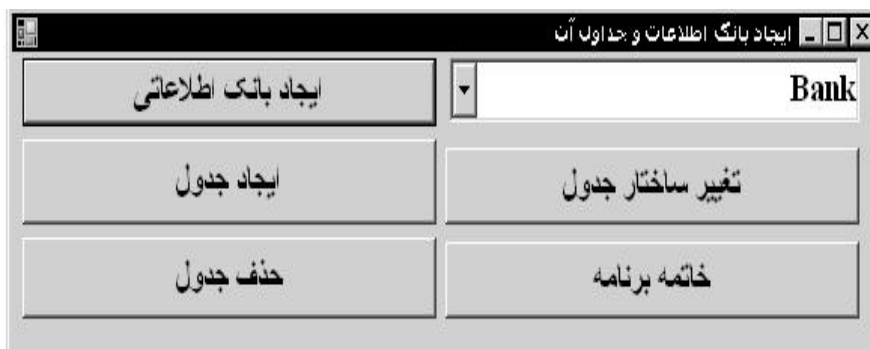 ایجاد بانک اطلاعات و جداول آن
Bank
ایجاد بانک اطلاعاتی
تغییر ساختار جدول
ایجاد جدول
خاتمه برنامه
حذف جدول